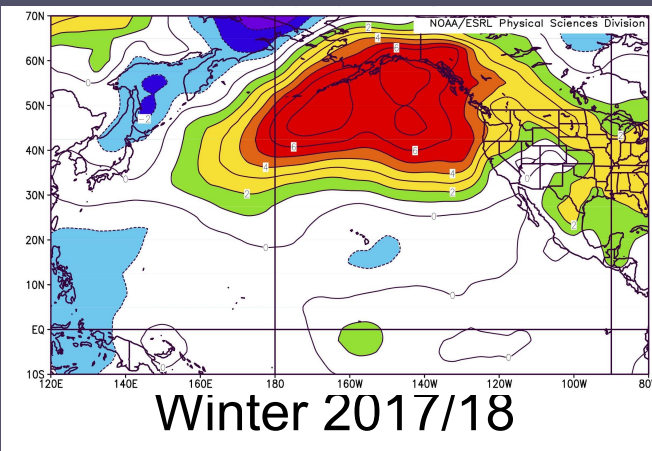 NOAA/ESRL Physical Sciences Division
70N
60N
50N
40N
30N
20N
10N
EQ
10S
120E 140E 160E 180 160W 140W 120W 100W 80
Winter 2017/18